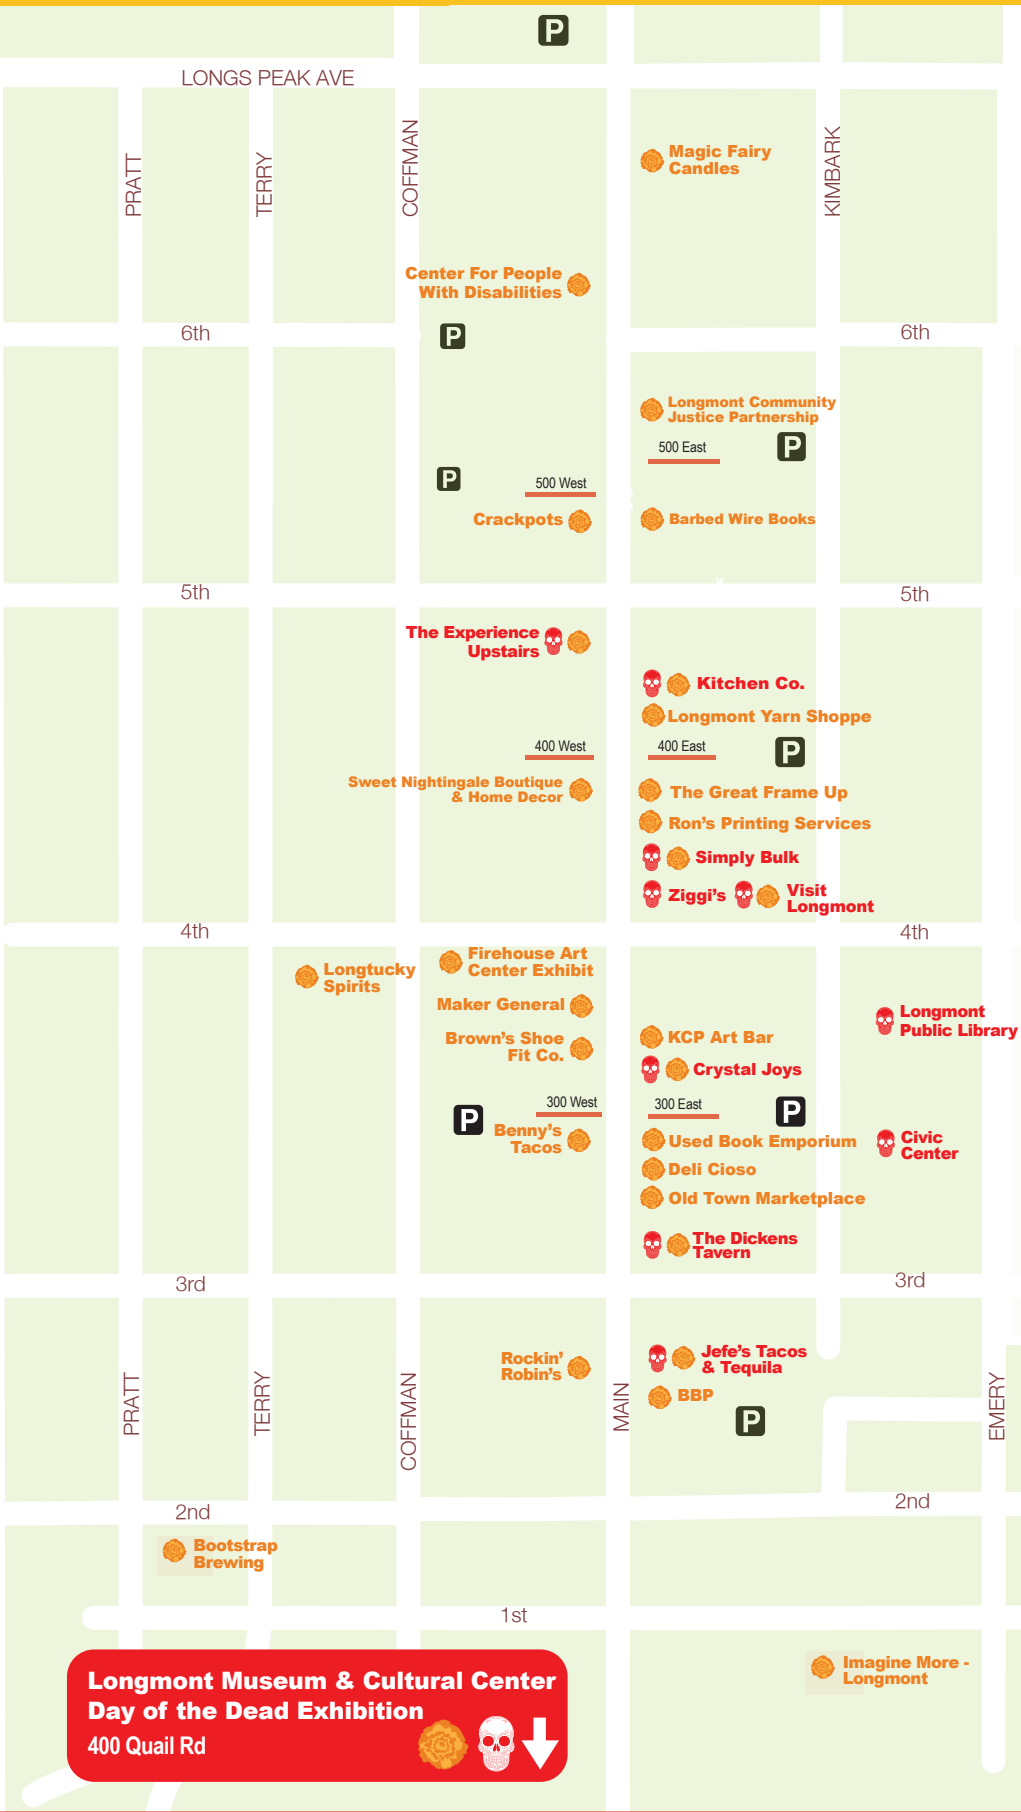 P
LONGS PEAK AVE
PRATT
TERRY
COFFMAN
KIMBARK
Magic Fairy
Candles
Center For People
With Disabilities
6th
P
6th
Longmont Community
Justice Partnership
500 East
P
P
500 West
Crackpots
Barbed Wire Books
5th
5th
The Experience
Upstairs
Kitchen Co.
Longmont Yarn Shoppe
400 West
400 East
P
Sweet Nightingale Boutique
& Home Decor
The Great Frame Up
Ron's Printing Services
Simply Bulk
Ziggi's
Visit
Longmont
4th
4th
Firehouse Art
Center Exhibit
Longtucky
Spirits
Maker General
Brown's Shoe
Fit Co.
Longmont
Public Library
KCP Art Bar
Crystal Joys
300 West
300 East
P
P
Benny's
Tacos
Used Book Emporium
Deli Cioso
Old Town Marketplace
Civic
Center
The Dickens
Tavern
3rd
3rd
Rockin'
Robin's
Jefe's Tacos
& Tequila
BBP
P
PRATT
TERRY
COFFMAN
MAIN
EMERY
2nd
2nd
Bootstrap
Brewing
1st
Imagine More -
Longmont
Longmont Museum & Cultural Center
Day of the Dead Exhibition
400 Quail Rd